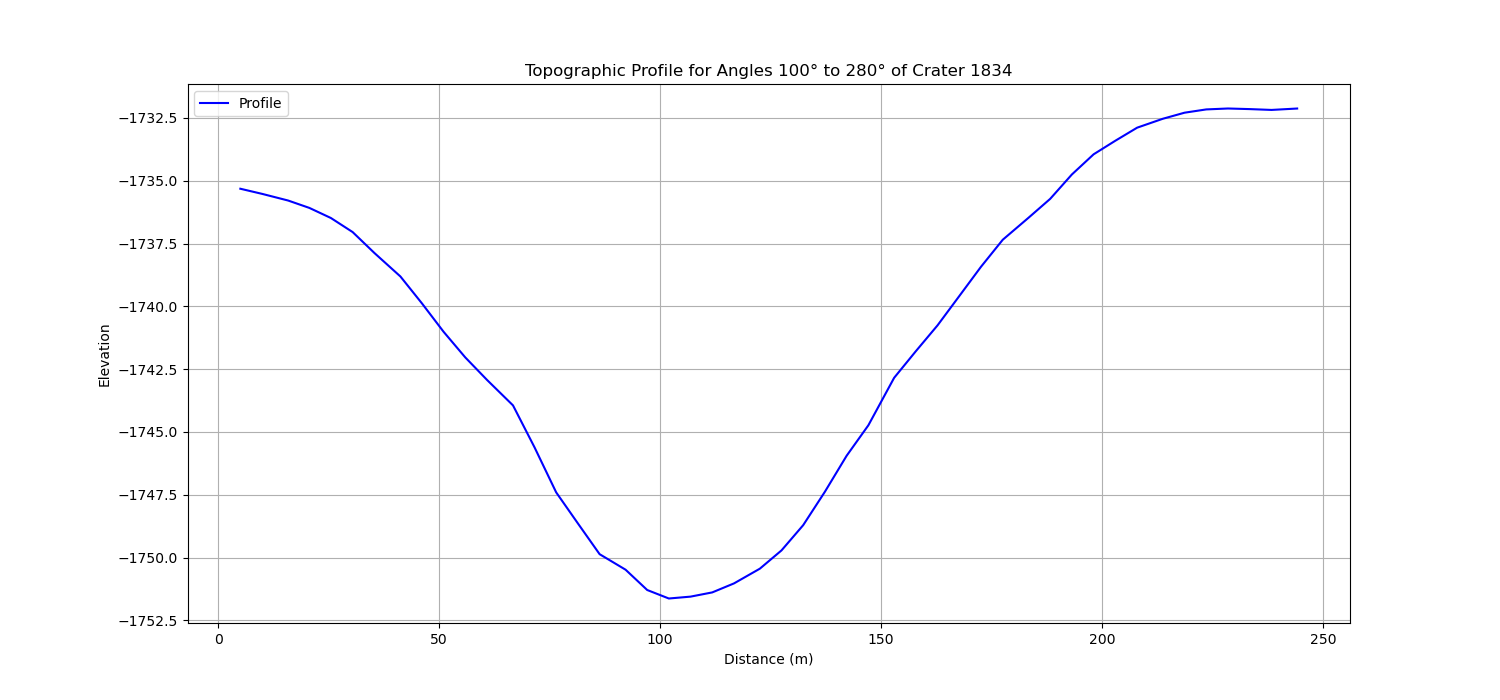 Topographic Profile for Angles 100° to 280° of Crater 1834
Profile
−1732.5
−1735.0
−1737.5
−1740.0
−1742.5
−1745.0
−1747.5
−1750.0
−1752.5
Elevation
0 50 100 150 200 250
Distance (m)